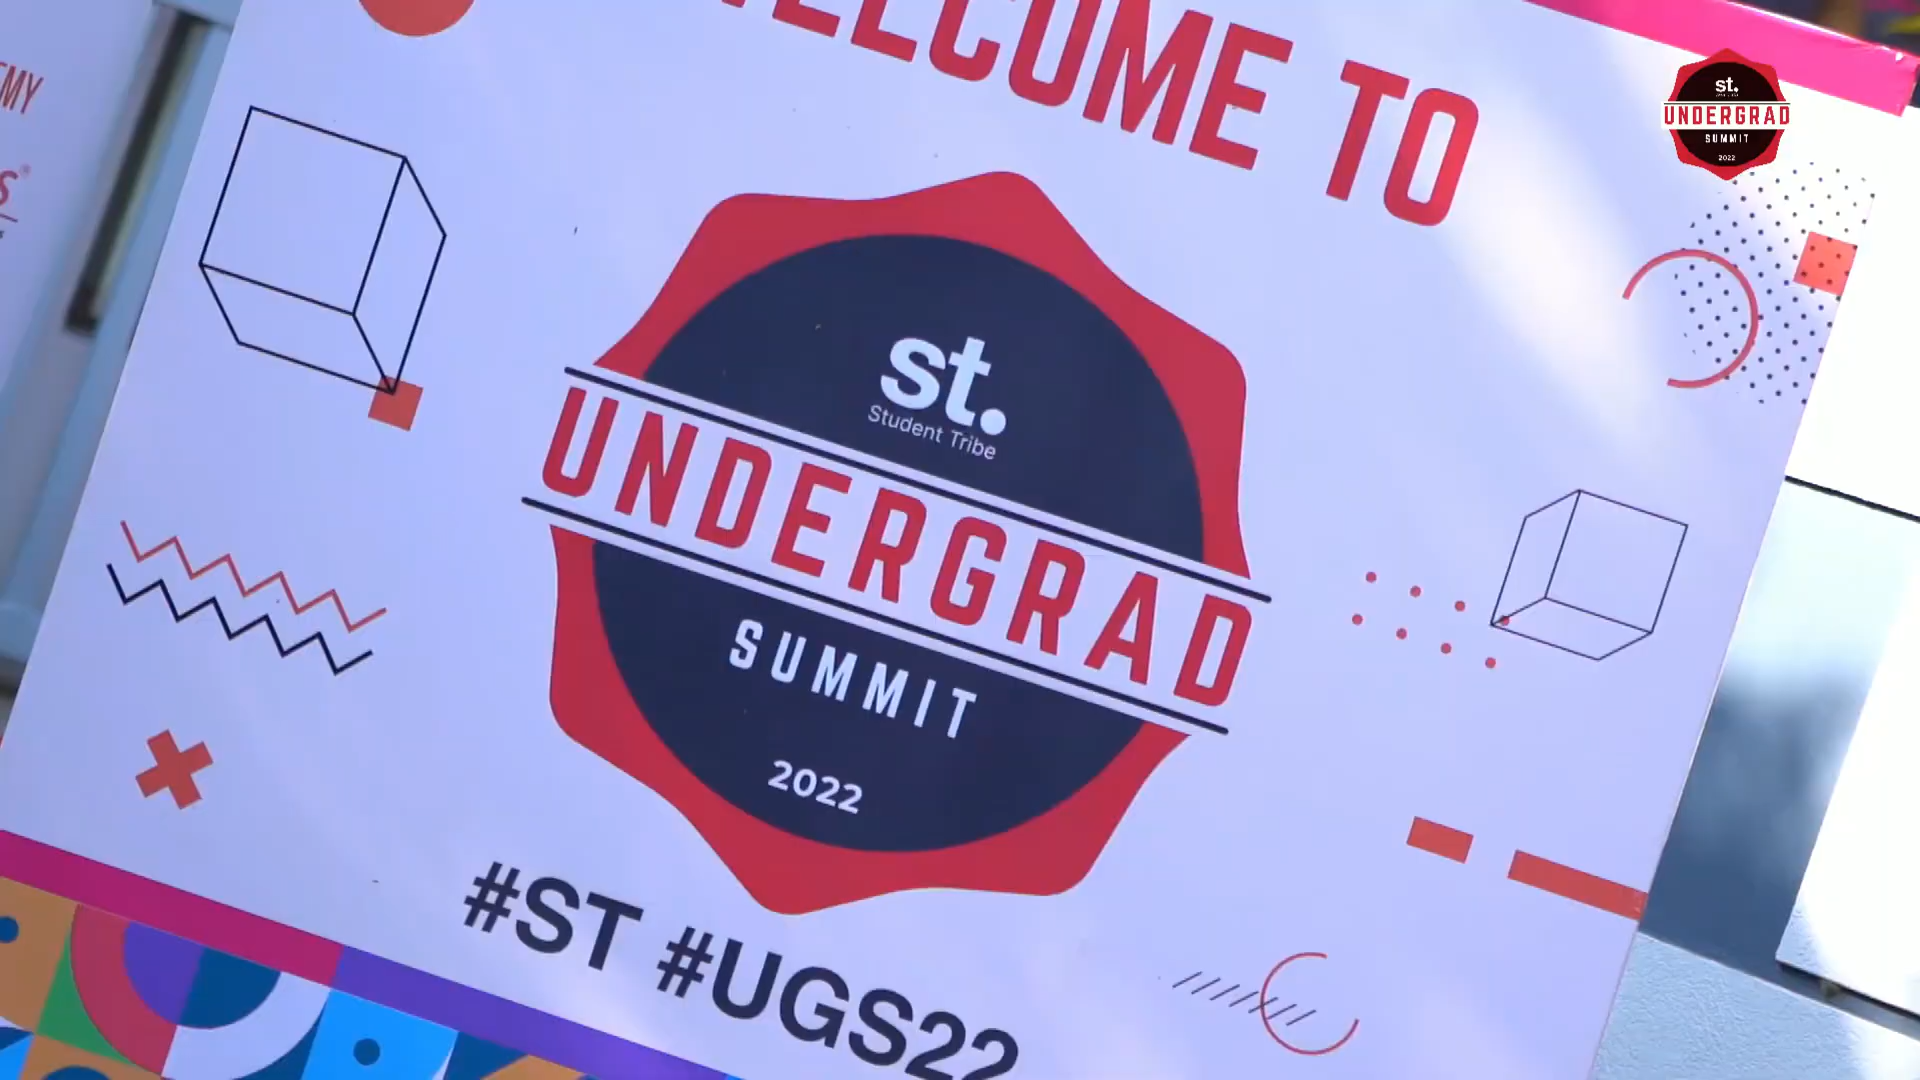 WELCOME TO
st.
Student Tribe
UNDERGRAD
SUMMIT
2022
#ST #UGS22
st.
UNDERGRAD
SUMMIT
2022